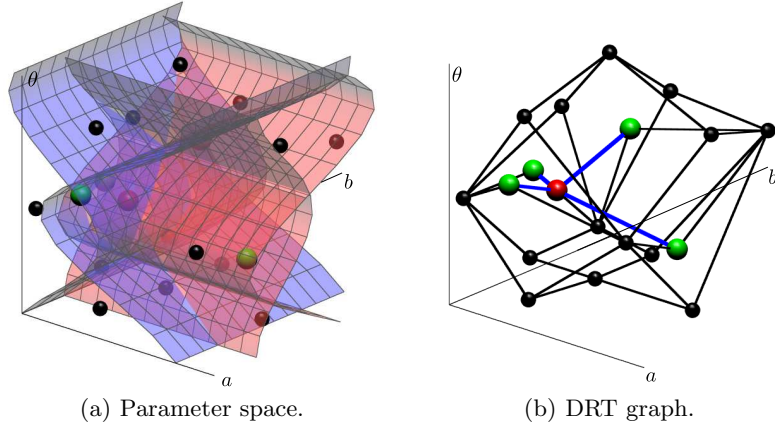 θ
b
a
θ
b
a
(a) Parameter space.
(b) DRT graph.